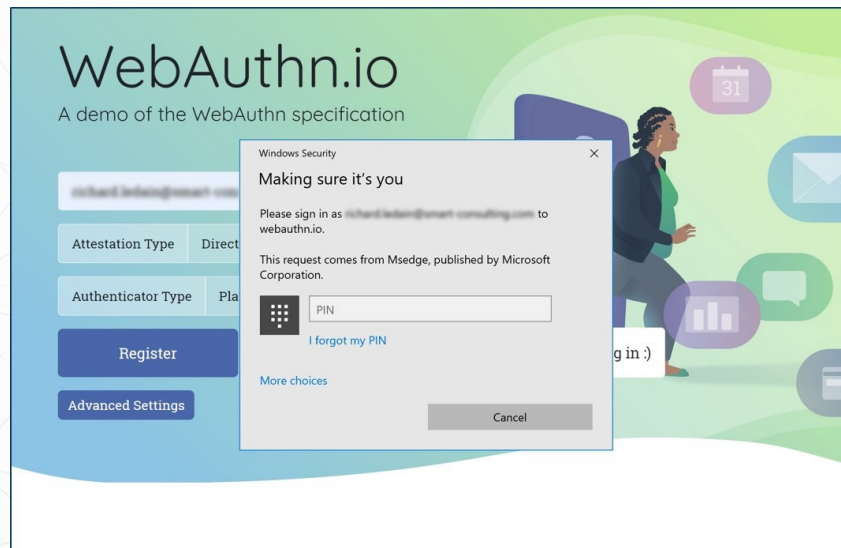 WebAuthn.io
A demo of the WebAuthn specification
31
Attestation Type Direct
Authenticator Type Pla
Register
Advanced Settings
g in :)
Windows Security
Making sure it's you
Please sign in as to
webauthn.io.
This request comes from Msedge, published by Microsoft
Corporation.
PIN
I forgot my PIN
More choices
Cancel